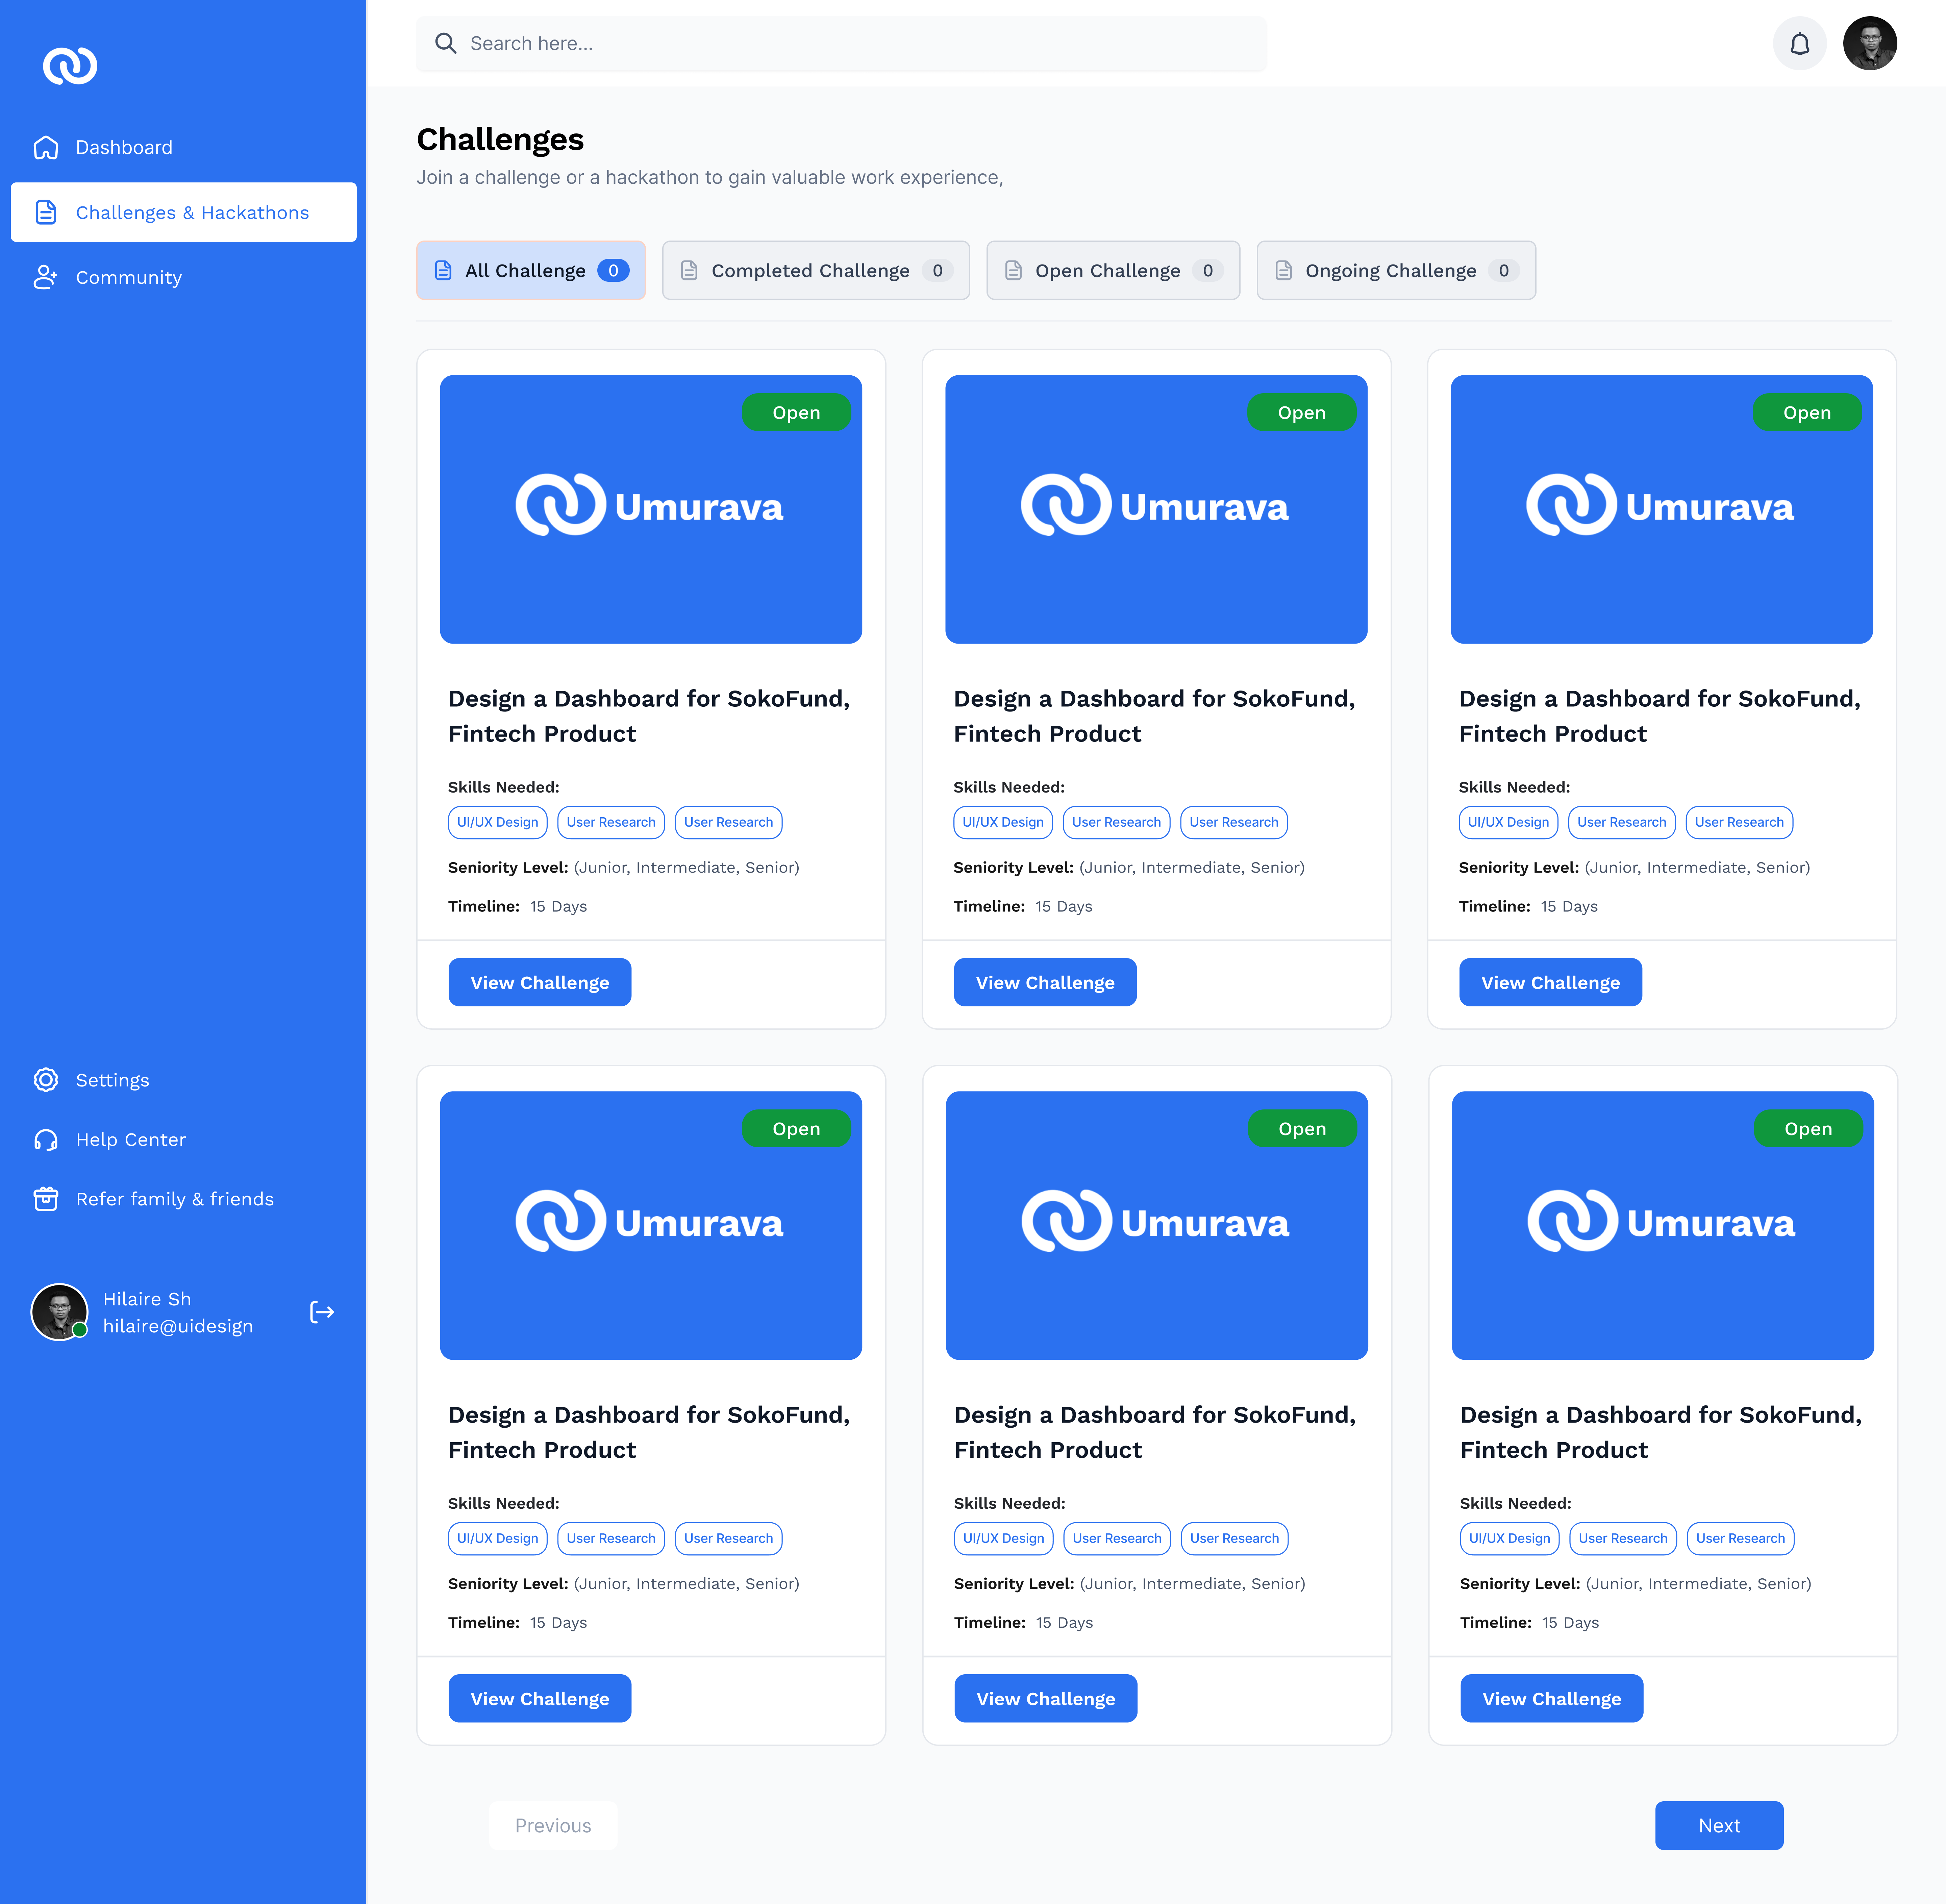 Search here...
Dashboard
Challenges & Hackathons
Community
Settings
Help Center
Refer family & friends
Hilaire Sh
hilaire@uidesign
Challenges
Join a challenge or a hackathon to gain valuable work experience,
All Challenge 0
Completed Challenge 0
Open Challenge 0
Ongoing Challenge 0
Open
Umurava
Design a Dashboard for SokoFund,
Fintech Product
Skills Needed:
UI/UX Design User Research User Research
Seniority Level: (Junior, Intermediate, Senior)
Timeline: 15 Days
View Challenge
Open
Umurava
Design a Dashboard for SokoFund,
Fintech Product
Skills Needed:
UI/UX Design User Research User Research
Seniority Level: (Junior, Intermediate, Senior)
Timeline: 15 Days
View Challenge
Open
Umurava
Design a Dashboard for SokoFund,
Fintech Product
Skills Needed:
UI/UX Design User Research User Research
Seniority Level: (Junior, Intermediate, Senior)
Timeline: 15 Days
View Challenge
Open
Umurava
Design a Dashboard for SokoFund,
Fintech Product
Skills Needed:
UI/UX Design User Research User Research
Seniority Level: (Junior, Intermediate, Senior)
Timeline: 15 Days
View Challenge
Open
Umurava
Design a Dashboard for SokoFund,
Fintech Product
Skills Needed:
UI/UX Design User Research User Research
Seniority Level: (Junior, Intermediate, Senior)
Timeline: 15 Days
View Challenge
Open
Umurava
Design a Dashboard for SokoFund,
Fintech Product
Skills Needed:
UI/UX Design User Research User Research
Seniority Level: (Junior, Intermediate, Senior)
Timeline: 15 Days
View Challenge
Previous
Next